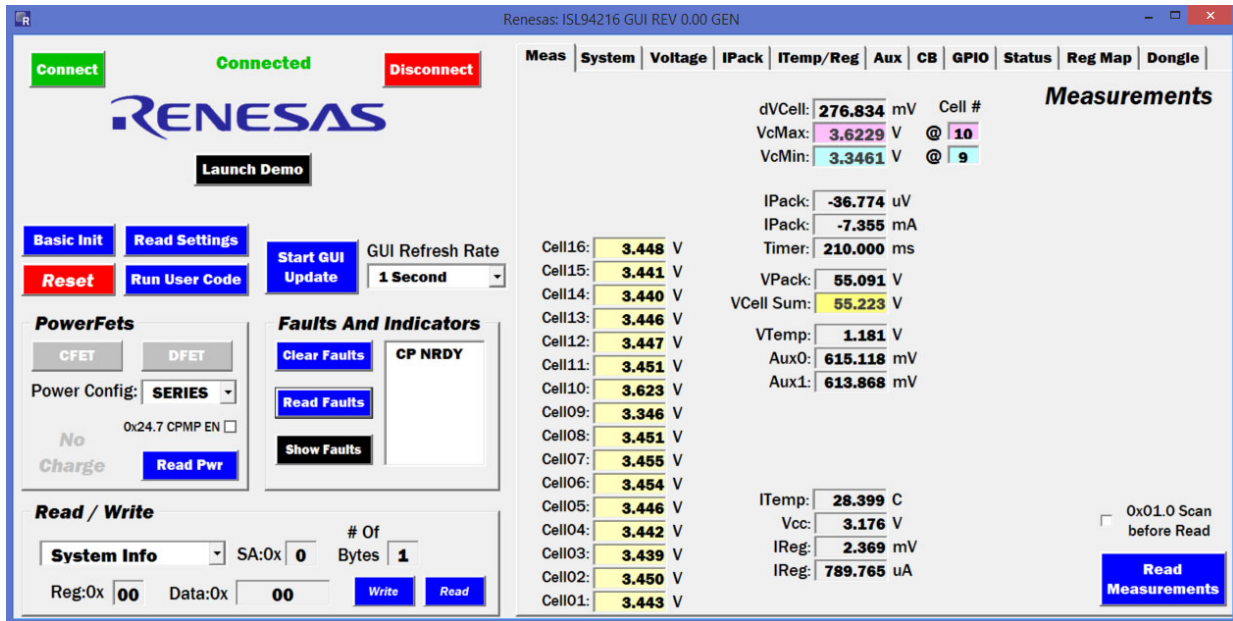 Renesas: ISL94216 GUI REV 0.00 GEN
Connect
Connected
Disconnect
RENESAS
Launch Demo
Basic Init
Read Settings
Reset
Run User Code
Start GUI
Update
GUI Refresh Rate
1 Second
PowerFets
CFET
DFET
Power Config: SERIES
0x24.7 CPMP EN
No
Charge
Read Pwr
Faults And Indicators
Clear Faults
Read Faults
Show Faults
CP NRDY
Read / Write
System Info
SA:0x 0
# Of
Bytes 1
Reg:0x 00
Data:0x 00
Write
Read
Meas System Voltage IPack ITemp/Reg Aux CB GPIO Status Reg Map Dongle
Measurements
dVCell: 276.834 mV Cell #
VcMax: 3.6229 V @ 10
VcMin: 3.3461 V @ 9
IPack: -36.774 uV
IPack: -7.355 mA
Timer: 210.000 ms
VPack: 55.091 V
VCell Sum: 55.223 V
VTemp: 1.181 V
Aux0: 615.118 mV
Aux1: 613.868 mV
Cell16: 3.448 V
Cell15: 3.441 V
Cell14: 3.440 V
Cell13: 3.446 V
Cell12: 3.447 V
Cell11: 3.451 V
Cell10: 3.623 V
Cell09: 3.346 V
Cell08: 3.451 V
Cell07: 3.455 V
Cell06: 3.454 V
Cell05: 3.446 V
Cell04: 3.442 V
Cell03: 3.439 V
Cell02: 3.450 V
Cell01: 3.443 V
ITemp: 28.399 C
Vcc: 3.176 V
IReg: 2.369 mV
IReg: 789.765 uA
0x01.0 Scan
before Read
Read
Measurements